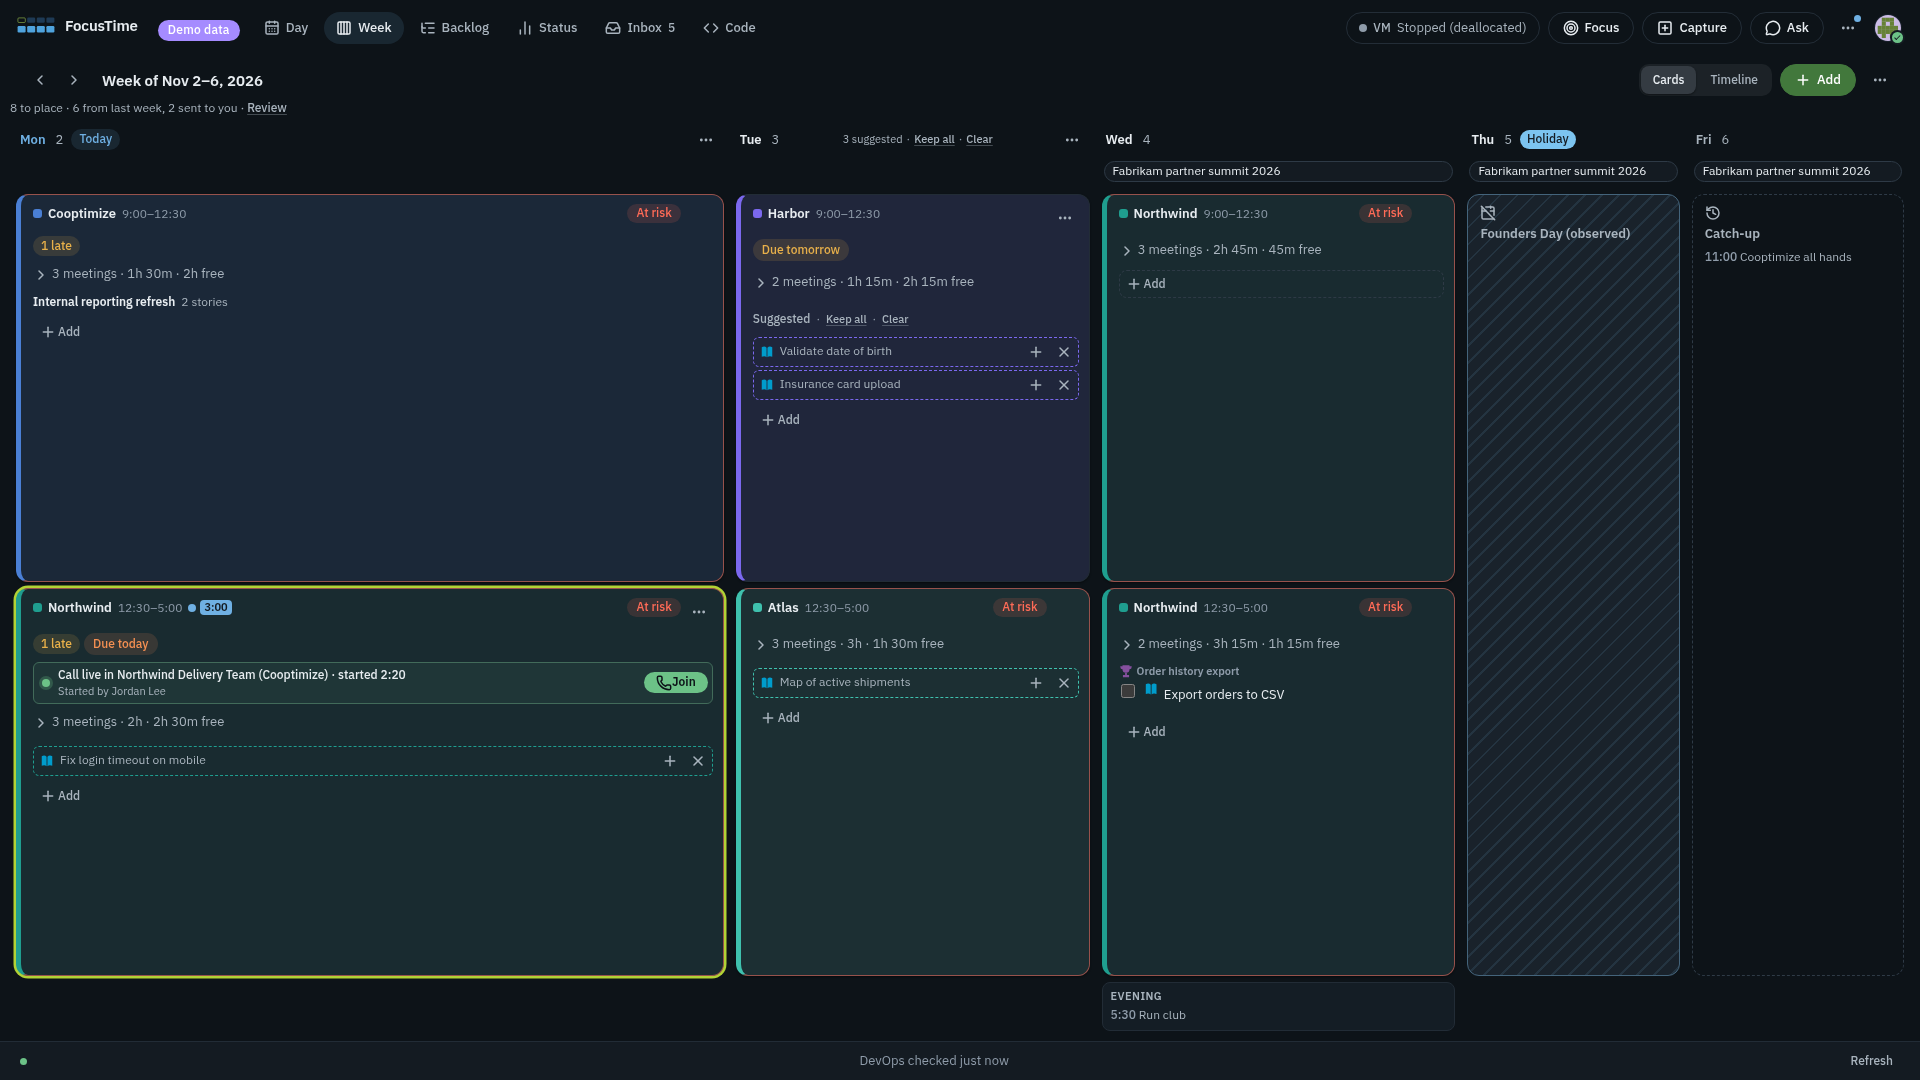 FocusTime
Demo data
Day
Week
Backlog
Status
Inbox 5
Code
VM Stopped (deallocated)
Focus
Capture
Ask
Week of Nov 2–6, 2026
Cards
Timeline
Add
8 to place · 6 from last week, 2 sent to you · Review
Mon 2 Today
Tue 3
3 suggested · Keep all · Clear
Wed 4
Thu 5 Holiday
Fri 6
Fabrikam partner summit 2026
Fabrikam partner summit 2026
Fabrikam partner summit 2026
Cooptimize 9:00–12:30
At risk
1 late
3 meetings · 1h 30m · 2h free
Internal reporting refresh 2 stories
Add
Harbor 9:00–12:30
Due tomorrow
2 meetings · 1h 15m · 2h 15m free
Suggested · Keep all · Clear
Validate date of birth
Insurance card upload
Add
Northwind 9:00–12:30
At risk
3 meetings · 2h 45m · 45m free
Add
Founders Day (observed)
Catch-up
11:00 Cooptimize all hands
Northwind 12:30–5:00
3:00
At risk
1 late
Due today
Call live in Northwind Delivery Team (Cooptimize) · started 2:20
Started by Jordan Lee
Join
3 meetings · 2h · 2h 30m free
Fix login timeout on mobile
Add
Atlas 12:30–5:00
At risk
3 meetings · 3h · 1h 30m free
Map of active shipments
Add
Northwind 12:30–5:00
At risk
2 meetings · 3h 15m · 1h 15m free
Order history export
Export orders to CSV
Add
EVENING
5:30 Run club
DevOps checked just now
Refresh